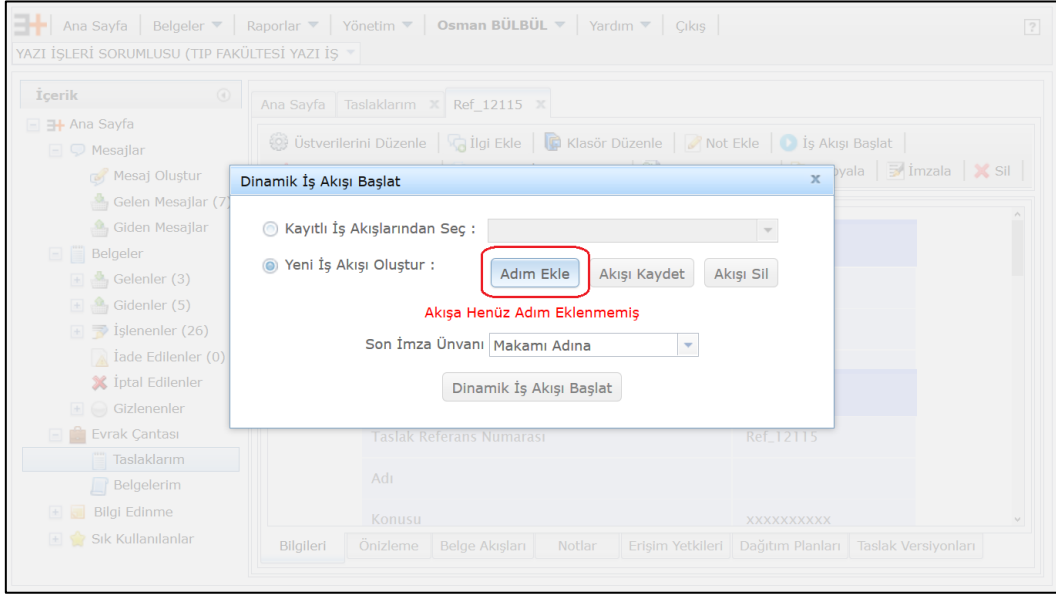 Ana Sayfa Belgeler Raporlar Yönetim Osman BÜLBÜL Yardım Çıkış ?
YAZI İŞLERİ SORUMLUSU (TIP FAKÜLTESİ YAZI İŞ
İçerik
Ana Sayfa Taslaklarım x Ref_12115 x
Ana Sayfa
Üstverilerini Düzenle İlgi Ekle Klasör Düzenle Not Ekle İş Akışı Başlat
Mesajlar
yala İmzala Sil
Mesaj Oluştur
Dinamik İş Akışı Başlat x
Gelen Mesajlar (7)
Giden Mesajlar
Kayıtlı İş Akışlarından Seç :
Belgeler
Yeni İş Akışı Oluştur : Adım Ekle Akışı Kaydet Akışı Sil
Gelenler (3)
Gidenler (5)
Akışa Henüz Adım Eklenmemiş
İşlenenler (26)
Son İmza Ünvanı Makamı Adına
İade Edilenler (0)
İptal Edilenler
Dinamik İş Akışı Başlat
Gizlenenler
Evrak Çantası
Taslak Referans Numarası Ref_12115
Taslaklarım
Adı
Belgelerim
Bilgi Edinme
Konusu xxxxxxxxxx
Sık Kullanılanlar
Bilgileri Önizleme Belge Akışları Notlar Erişim Yetkileri Dağıtım Planları Taslak Versiyonları